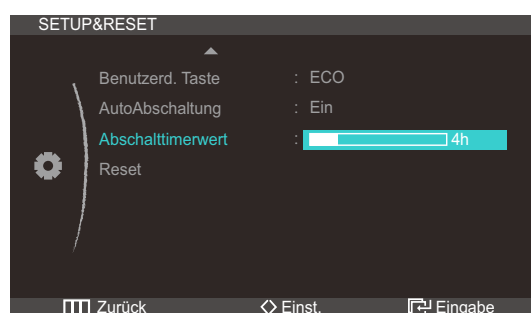 SETUP&RESET
Benutzerd. Taste : ECO
AutoAbschaltung : Ein
Abschalttimerwert : 4h
Reset
Zurück Einst. Eingabe